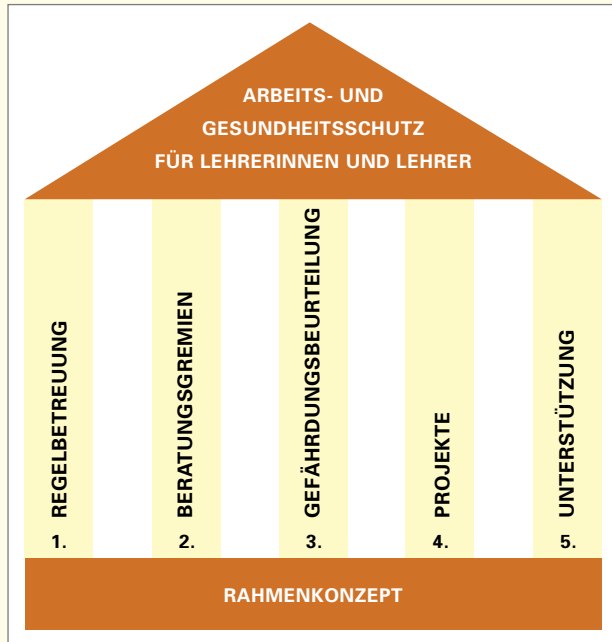 ARBEITS- UND
GESUNDHEITSSCHUTZ
FÜR LEHRERINNEN UND LEHRER
1. REGELBETREUUNG
2. BERATUNGSGREMIEN
3. GEFÄHRDUNGSBEURTEILUNG
4. PROJEKTE
5. UNTERSTÜTZUNG
RAHMENKONZEPT